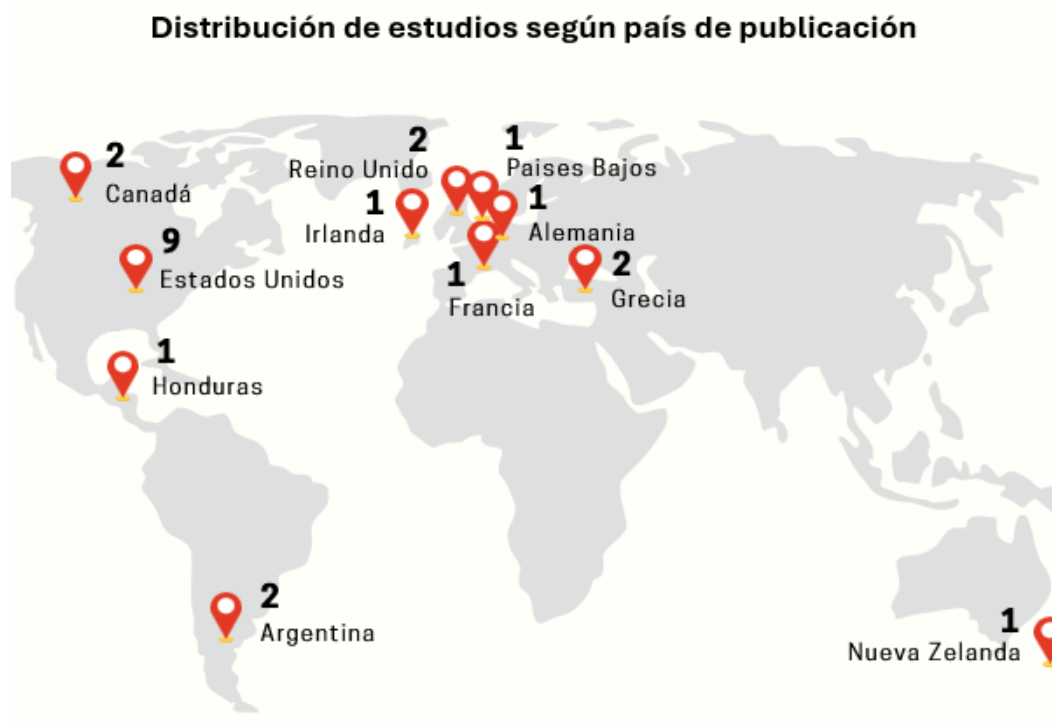 Distribución de estudios según país de publicación
2
Canadá
9
Estados Unidos
1
Honduras
2
Argentina
2
Reino Unido
1
Irlanda
1
Paises Bajos
1
Alemania
1
Francia
2
Grecia
1
Nueva Zelanda